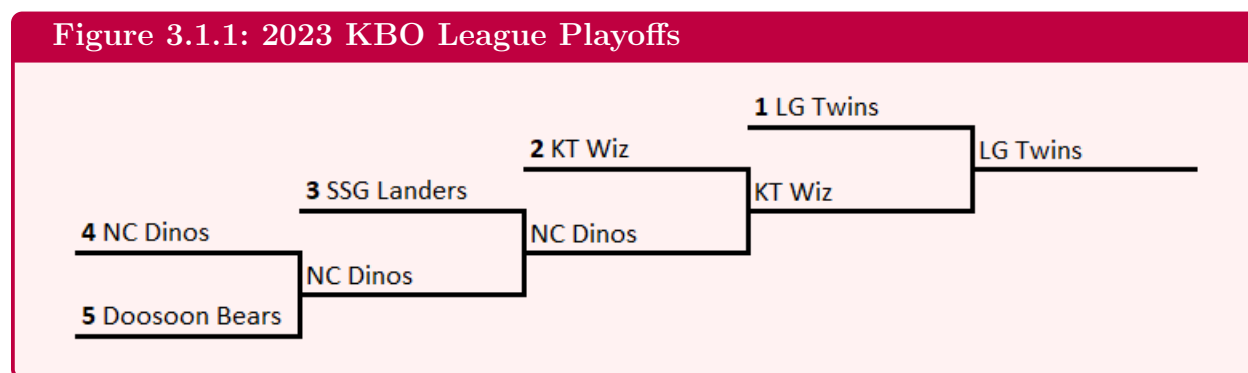 Figure 3.1.1: 2023 KBO League Playoffs
1 LG Twins
LG Twins
2 KT Wiz
KT Wiz
3 SSG Landers
NC Dinos
4 NC Dinos
NC Dinos
5 Doosoon Bears